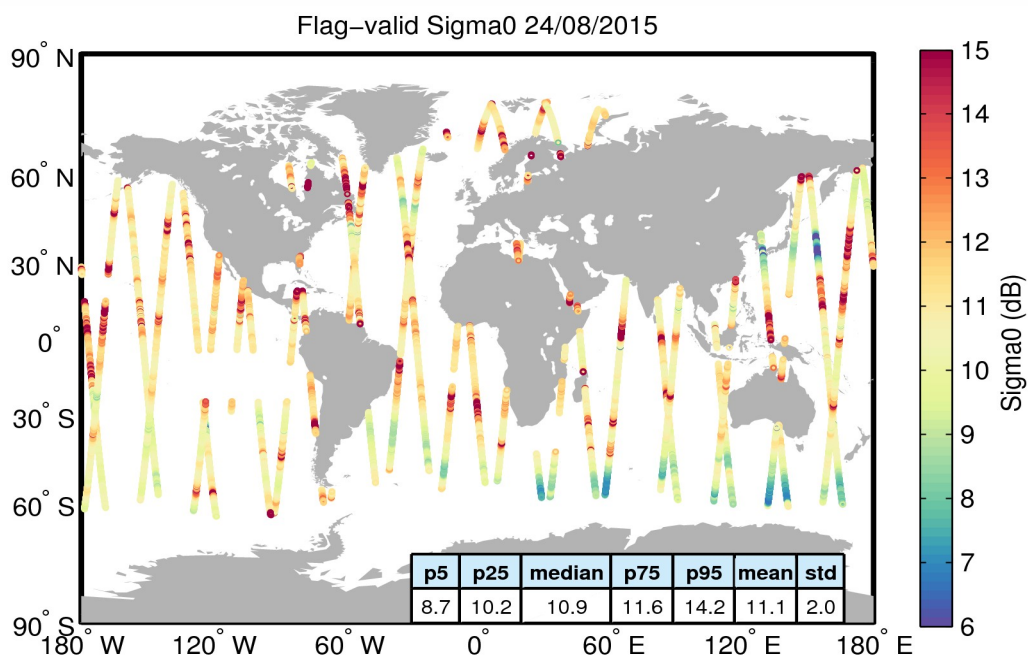 Flag−valid Sigma0 24/08/2015
90° N
60° N
30° N
0°
30° S
60° S
90° S
180° W
120° W
60° W
0°
60° E
120° E
180° E
15
14
13
12
11
10
9
8
7
6
Sigma0 (dB)
p5 p25 median p75 p95 mean std
8.7 10.2 10.9 11.6 14.2 11.1 2.0